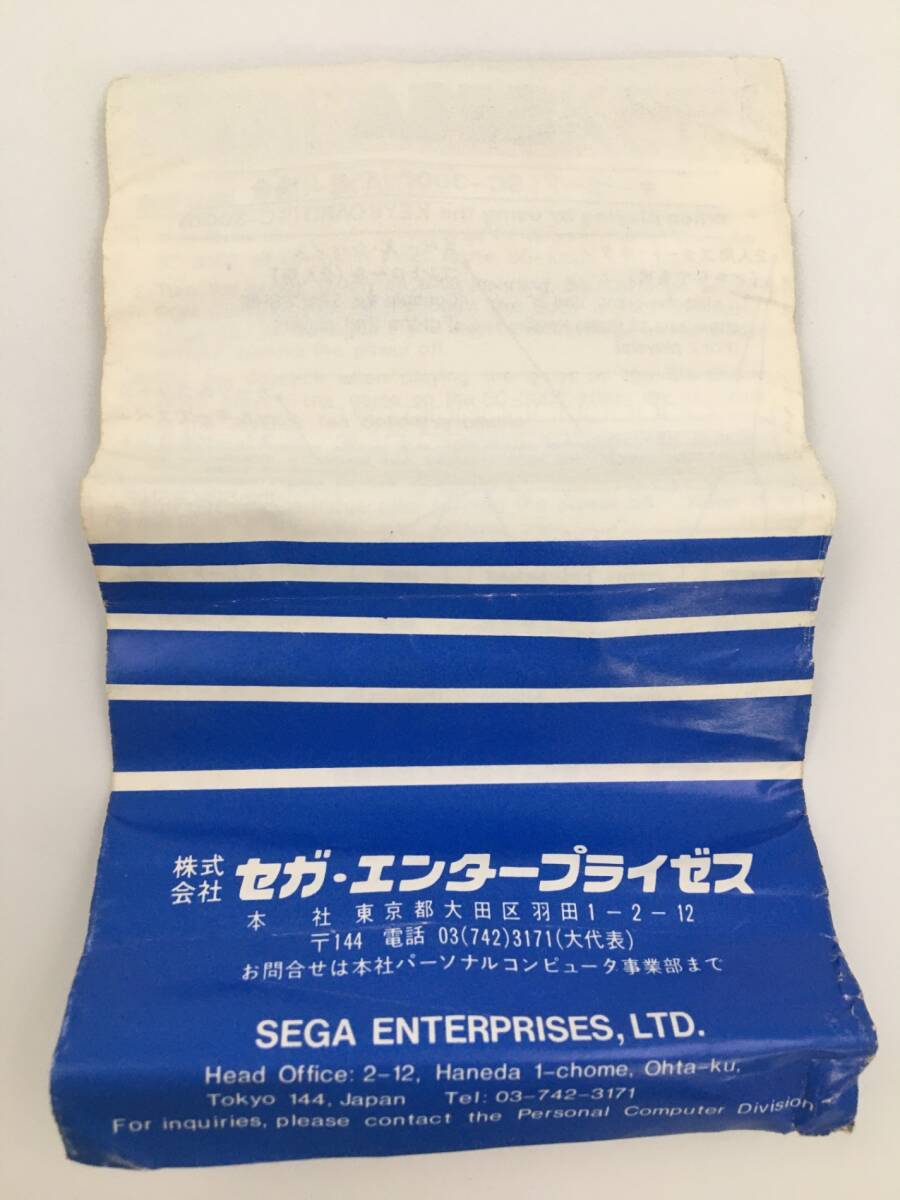 株式
会社 セガ・エンタープライゼス
本 社 東京都大田区羽田1-2-12
〒144 電話 03(742)3171(大代表)
お問合せは本社パーソナルコンピュータ事業部まで
SEGA ENTERPRISES, LTD.
Head Office: 2-12, Haneda 1-chome, Ohta-ku,
Tokyo 144, Japan Tel: 03-742-3171
For inquiries, please contact the Personal Computer Division